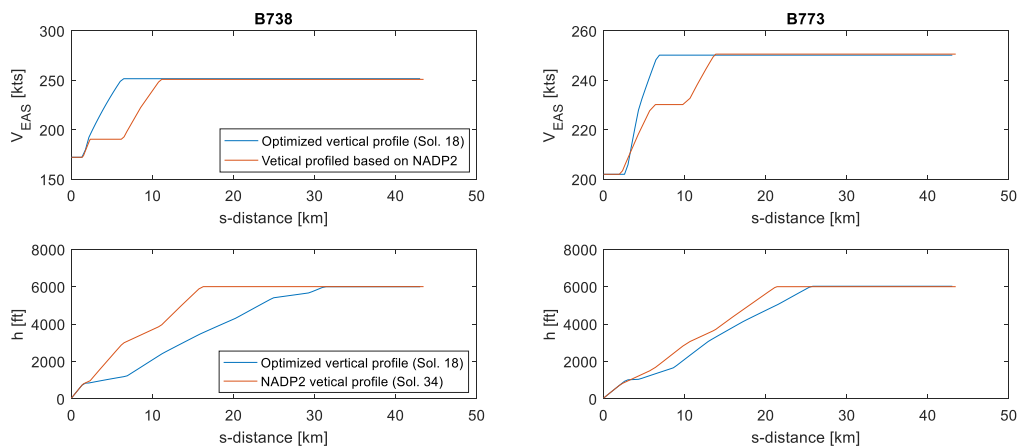 B738
300
250
200
150
V_EAS [kts]
0 10 20 30 40 50
s-distance [km]
Optimized vertical profile (Sol. 18)
Vetical profiled based on NADP2
B773
260
240
220
200
V_EAS [kts]
0 10 20 30 40 50
s-distance [km]
8000
6000
4000
2000
0
h [ft]
0 10 20 30 40 50
s-distance [km]
Optimized vertical profile (Sol. 18)
NADP2 vetical profile (Sol. 34)
8000
6000
4000
2000
0
h [ft]
0 10 20 30 40 50
s-distance [km]